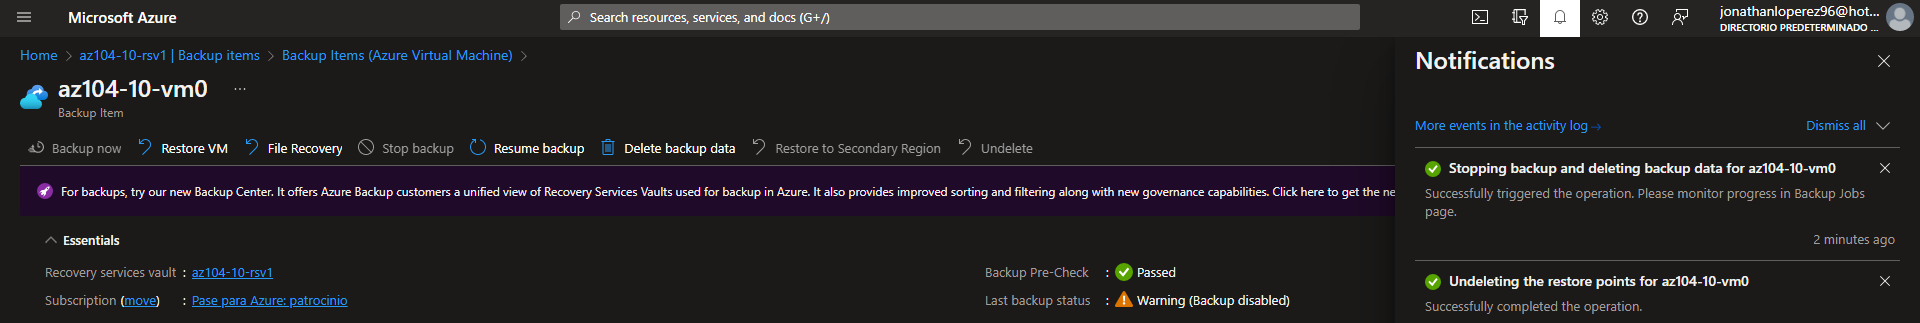 Microsoft Azure
Search resources, services, and docs (G+/)
jonathanloperez96@hot...
DIRECTORIO PREDETERMINADO ...
Home > az104-10-rsv1 | Backup items > Backup Items (Azure Virtual Machine) >
az104-10-vm0 ...
Backup Item
Backup now Restore VM File Recovery Stop backup Resume backup Delete backup data Restore to Secondary Region Undelete
For backups, try our new Backup Center. It offers Azure Backup customers a unified view of Recovery Services Vaults used for backup in Azure. It also provides improved sorting and filtering along with new governance capabilities. Click here to get the ne
Essentials
Recovery services vault : az104-10-rsv1
Subscription (move) : Pase para Azure: patrocinio
Backup Pre-Check : Passed
Last backup status : Warning (Backup disabled)
Notifications
More events in the activity log →
Dismiss all
Stopping backup and deleting backup data for az104-10-vm0
Successfully triggered the operation. Please monitor progress in Backup Jobs
page.
2 minutes ago
Undeleting the restore points for az104-10-vm0
Successfully completed the operation.